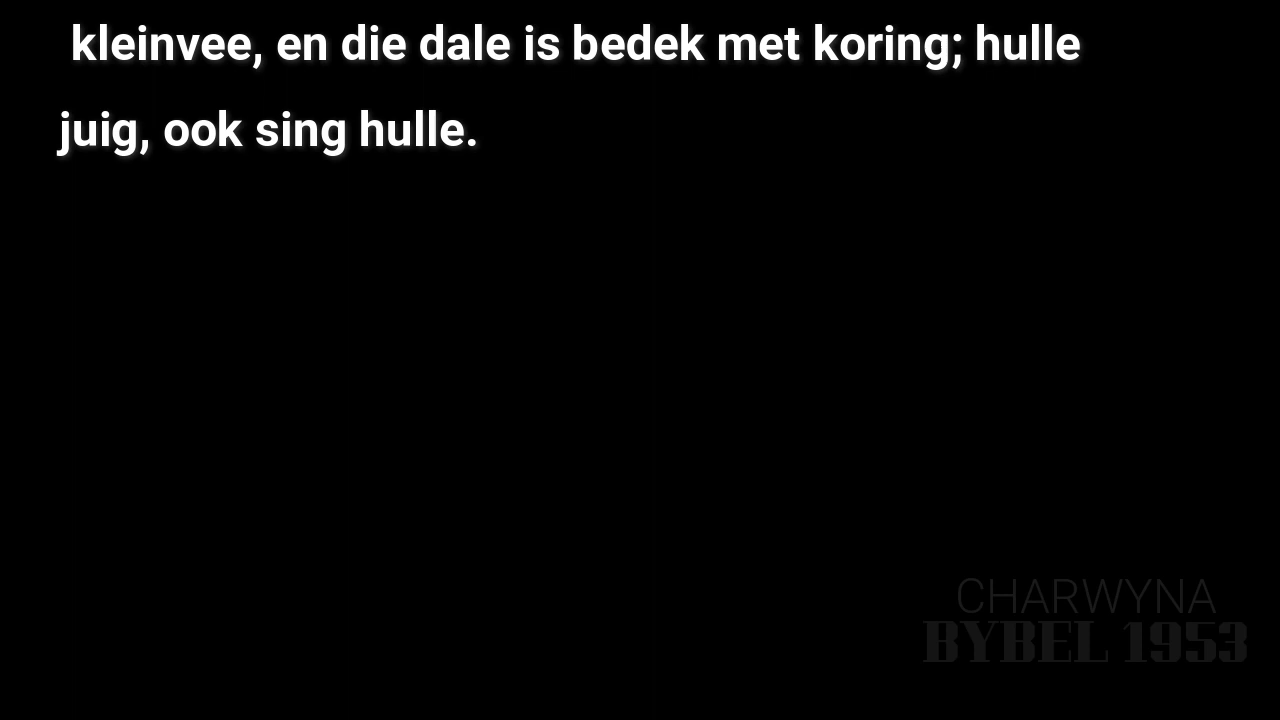 kleinvee, en die dale is bedek met koring; hulle
juig, ook sing hulle.
CHARWYNA
BYBEL 1953